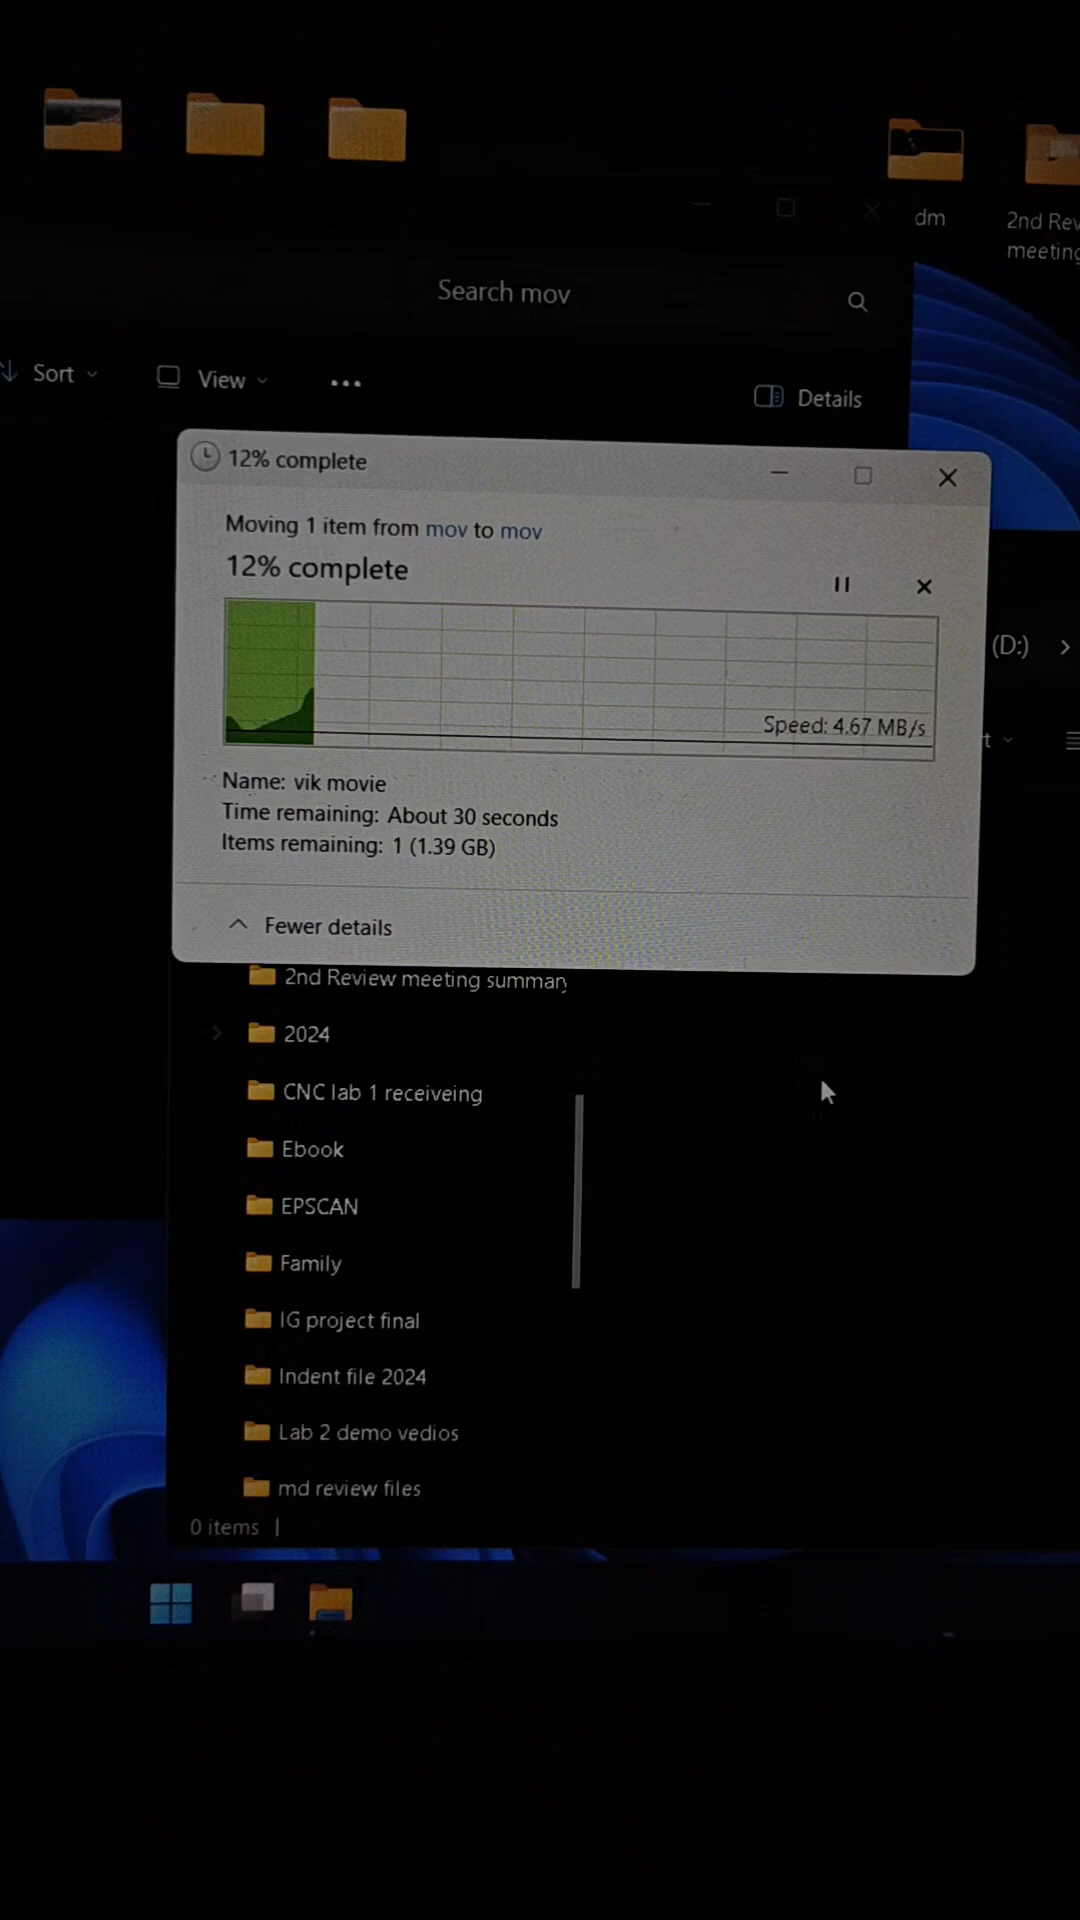 dm
2nd Rev
meeting
Search mov
Sort
View
Details
12% complete
Moving 1 item from mov to mov
12% complete
(D:)
Speed: 4.67 MB/s
t
Name: vik movie
Time remaining: About 30 seconds
Items remaining: 1 (1.39 GB)
Fewer details
2nd Review meeting summary
2024
CNC lab 1 receiveing
Ebook
EPSCAN
Family
IG project final
Indent file 2024
Lab 2 demo vedios
md review files
0 items